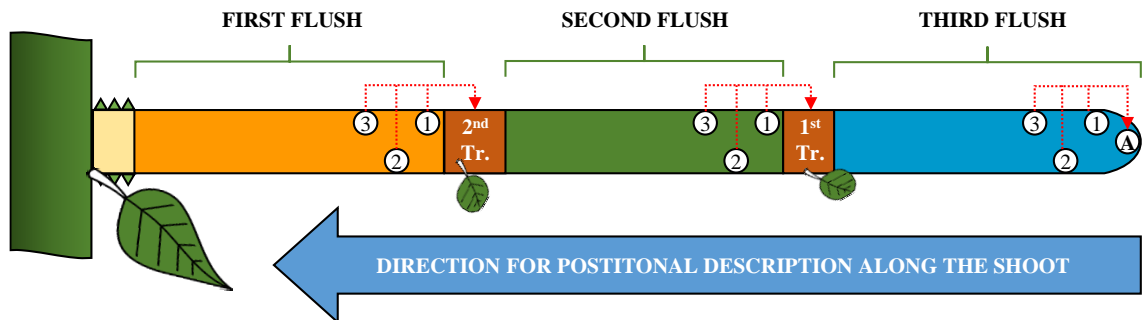 FIRST FLUSH
SECOND FLUSH
THIRD FLUSH
3
2
1
2nd
Tr.
3
2
1
1st
Tr.
3
2
1
A
DIRECTION FOR POSTITONAL DESCRIPTION ALONG THE SHOOT